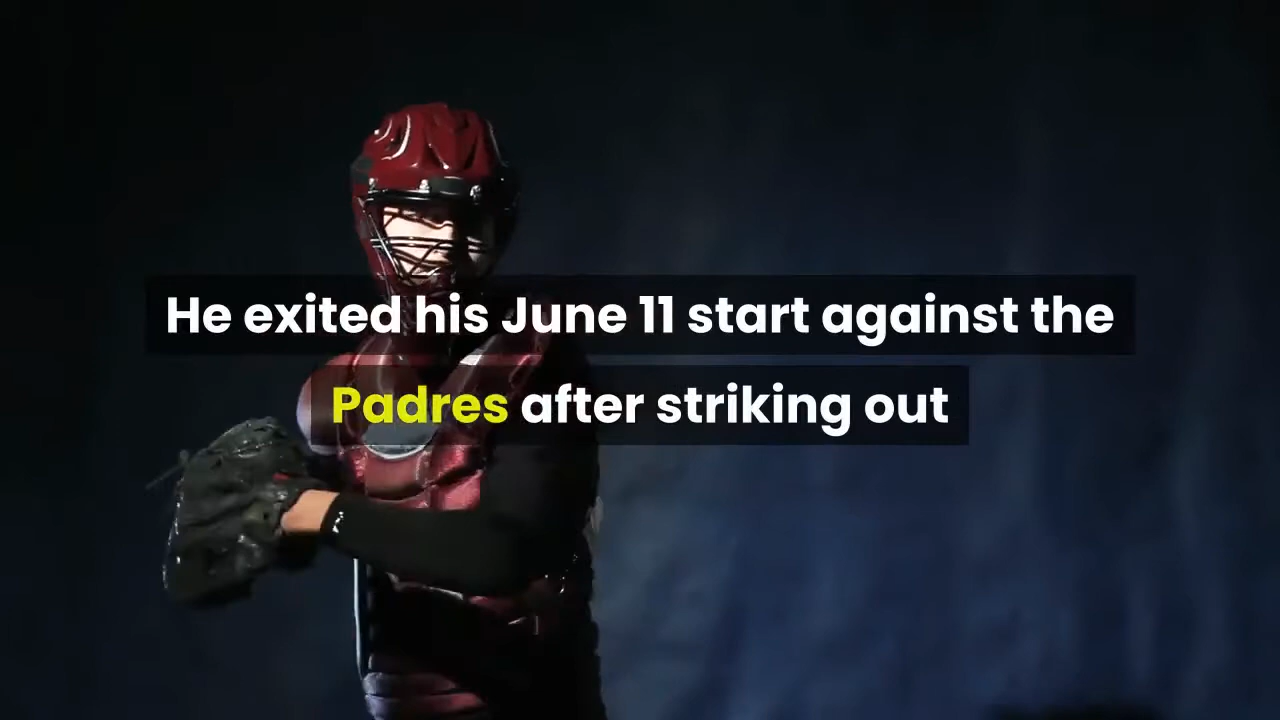 He exited his June 11 start against the
Padres after striking out